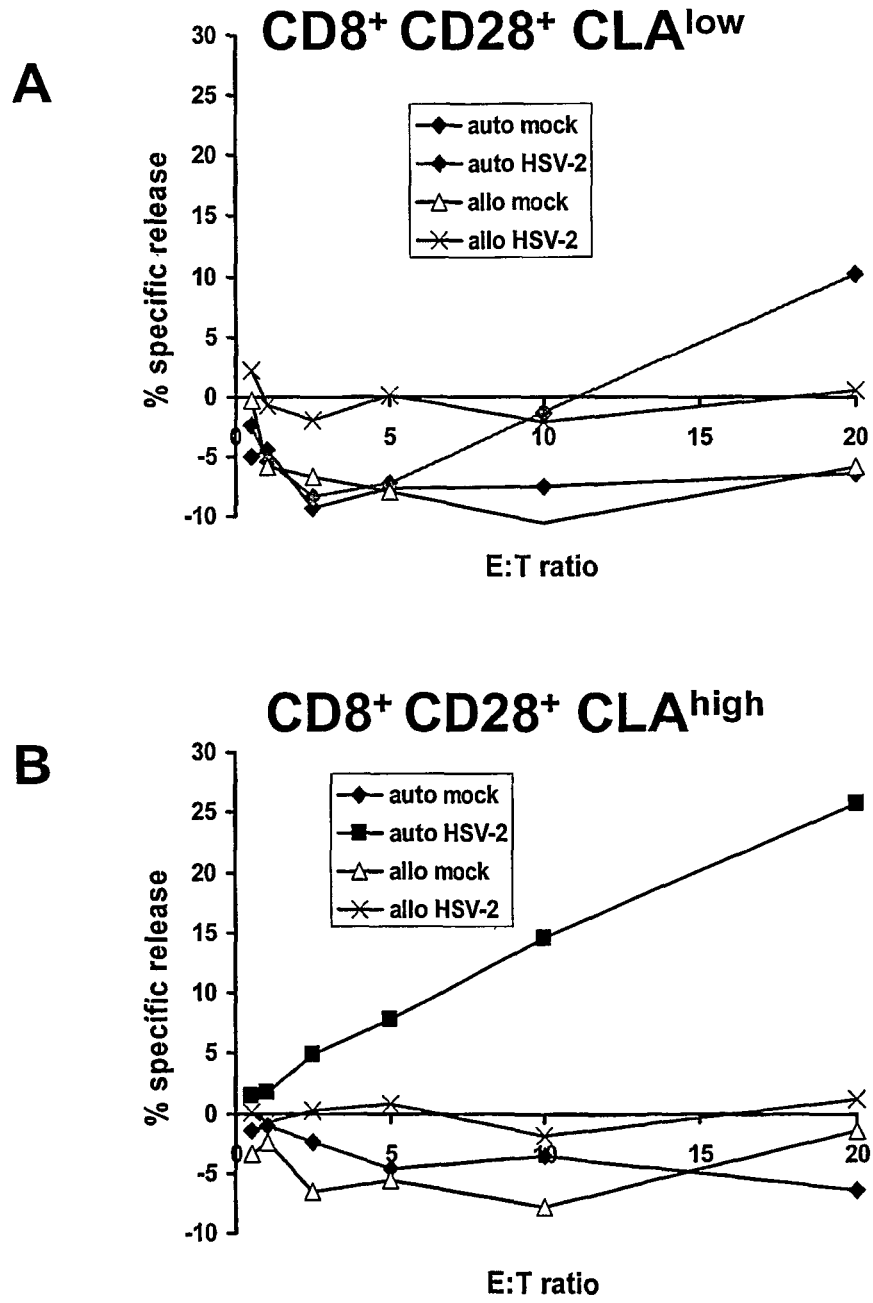 CD8+ CD28+ CLAlow
A
30
25
20
15
10
5
0
-5
-10
% specific release
auto mock
auto HSV-2
allo mock
allo HSV-2
0 5 10 15 20
E:T ratio
CD8+ CD28+ CLAhigh
B
30
25
20
15
10
5
0
-5
-10
% specific release
auto mock
auto HSV-2
allo mock
allo HSV-2
0 5 10 15 20
E:T ratio